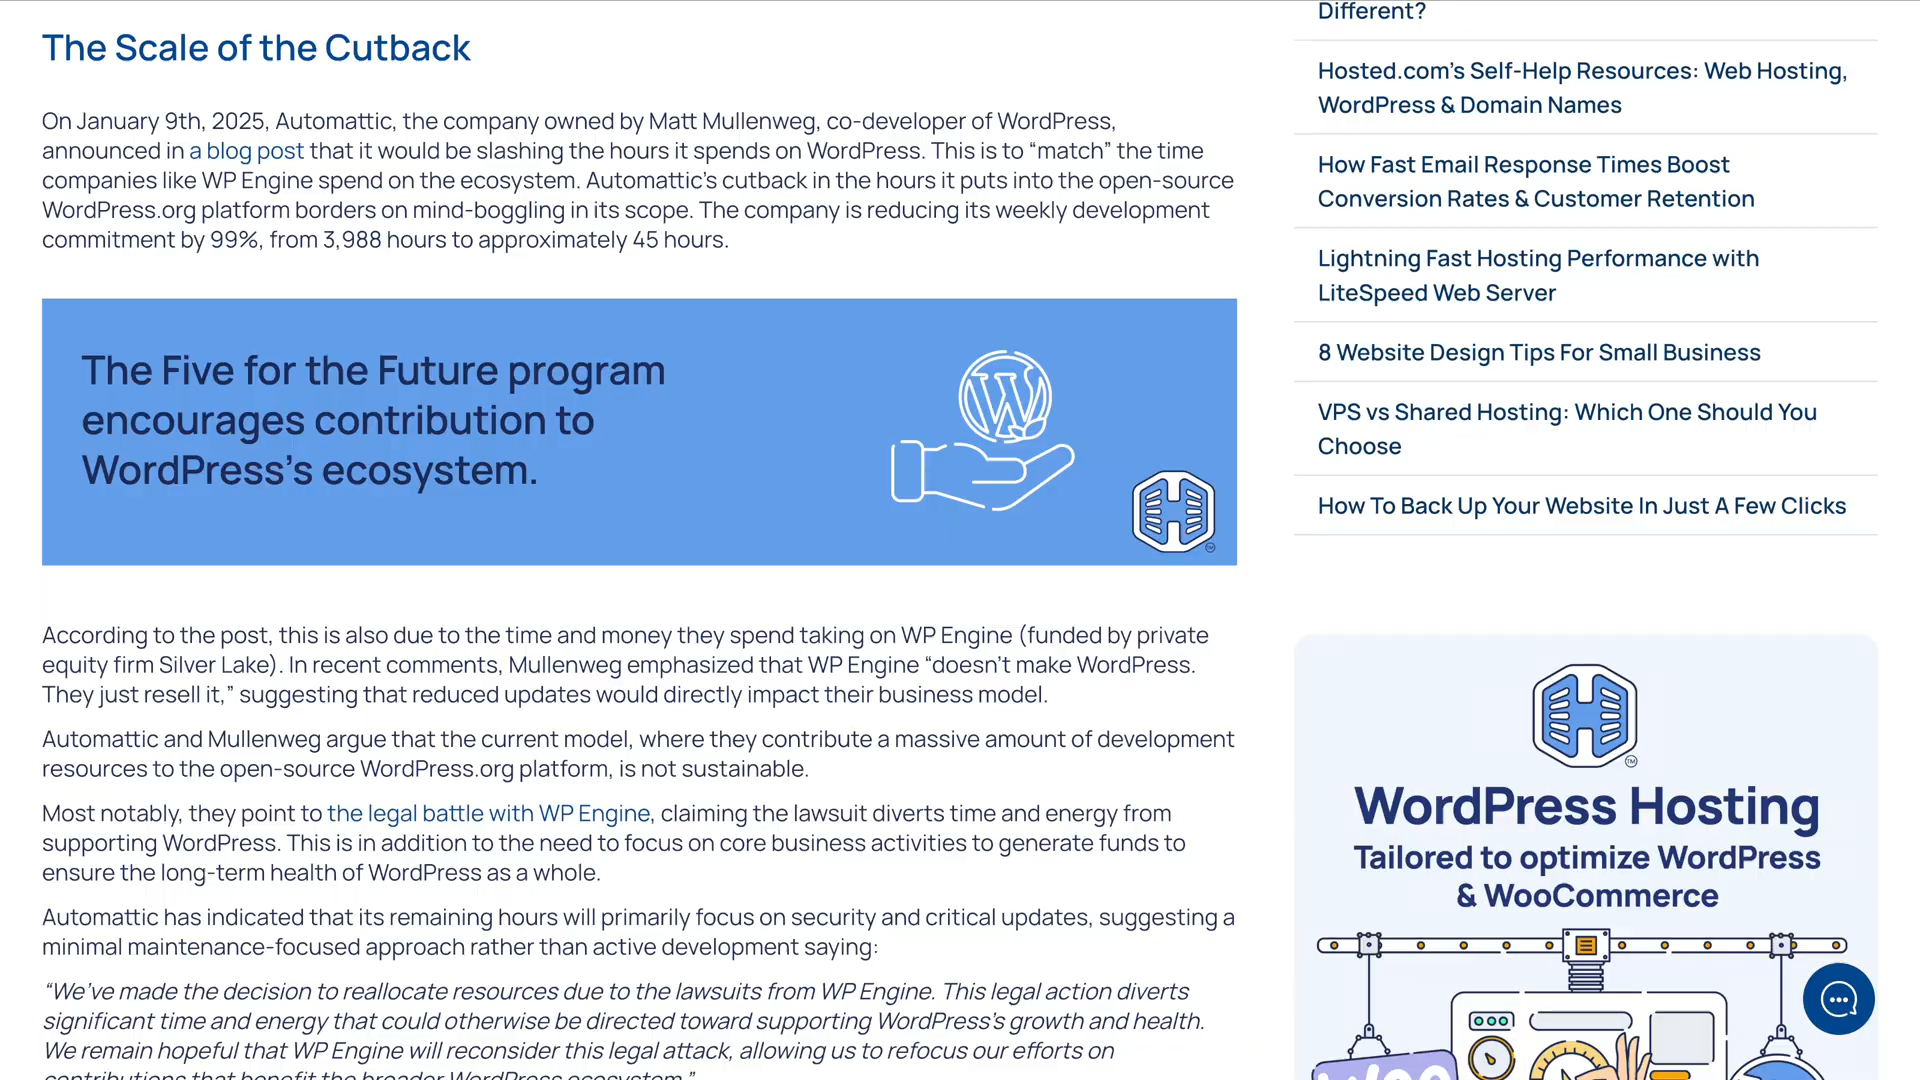 The Scale of the Cutback
On January 9th, 2025, Automattic, the company owned by Matt Mullenweg, co-developer of WordPress,
announced in a blog post that it would be slashing the hours it spends on WordPress. This is to “match” the time
companies like WP Engine spend on the ecosystem. Automattic’s cutback in the hours it puts into the open-source
WordPress.org platform borders on mind-boggling in its scope. The company is reducing its weekly development
commitment by 99%, from 3,988 hours to approximately 45 hours.
The Five for the Future program
encourages contribution to
WordPress’s ecosystem.
TM
According to the post, this is also due to the time and money they spend taking on WP Engine (funded by private
equity firm Silver Lake). In recent comments, Mullenweg emphasized that WP Engine “doesn’t make WordPress.
They just resell it,” suggesting that reduced updates would directly impact their business model.
Automattic and Mullenweg argue that the current model, where they contribute a massive amount of development
resources to the open-source WordPress.org platform, is not sustainable.
Most notably, they point to the legal battle with WP Engine, claiming the lawsuit diverts time and energy from
supporting WordPress. This is in addition to the need to focus on core business activities to generate funds to
ensure the long-term health of WordPress as a whole.
Automattic has indicated that its remaining hours will primarily focus on security and critical updates, suggesting a
minimal maintenance-focused approach rather than active development saying:
“We’ve made the decision to reallocate resources due to the lawsuits from WP Engine. This legal action diverts
significant time and energy that could otherwise be directed toward supporting WordPress’s growth and health.
We remain hopeful that WP Engine will reconsider this legal attack, allowing us to refocus our efforts on
contributions that benefit the broader WordPress ecosystem.”
Different?
Hosted.com’s Self-Help Resources: Web Hosting,
WordPress & Domain Names
How Fast Email Response Times Boost
Conversion Rates & Customer Retention
Lightning Fast Hosting Performance with
LiteSpeed Web Server
8 Website Design Tips For Small Business
VPS vs Shared Hosting: Which One Should You
Choose
How To Back Up Your Website In Just A Few Clicks
TM
WordPress Hosting
Tailored to optimize WordPress
& WooCommerce
WOO